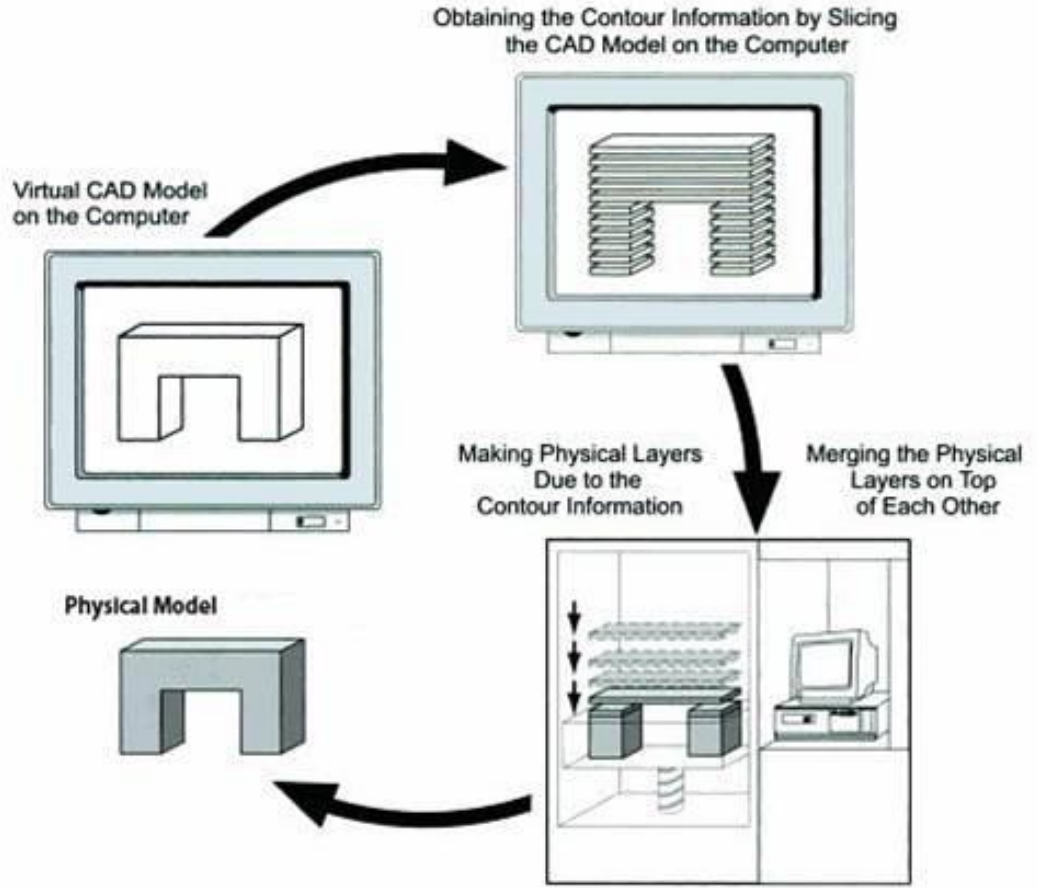 Obtaining the Contour Information by Slicing
the CAD Model on the Computer
Virtual CAD Model
on the Computer
Making Physical Layers
Due to the
Contour Information
Merging the Physical
Layers on Top
of Each Other
Physical Model